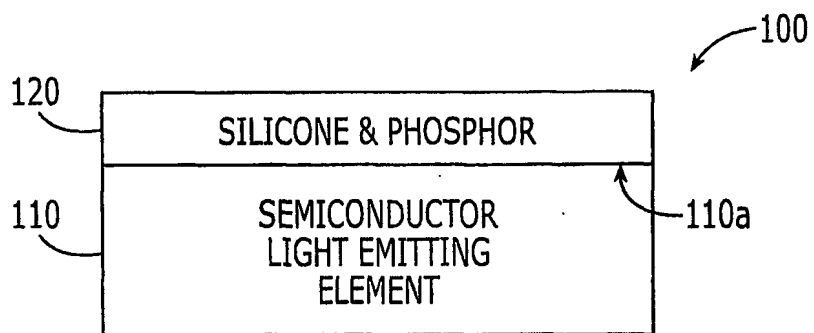 100
120
SILICONE & PHOSPHOR
110
SEMICONDUCTOR
LIGHT EMITTING
ELEMENT
110a